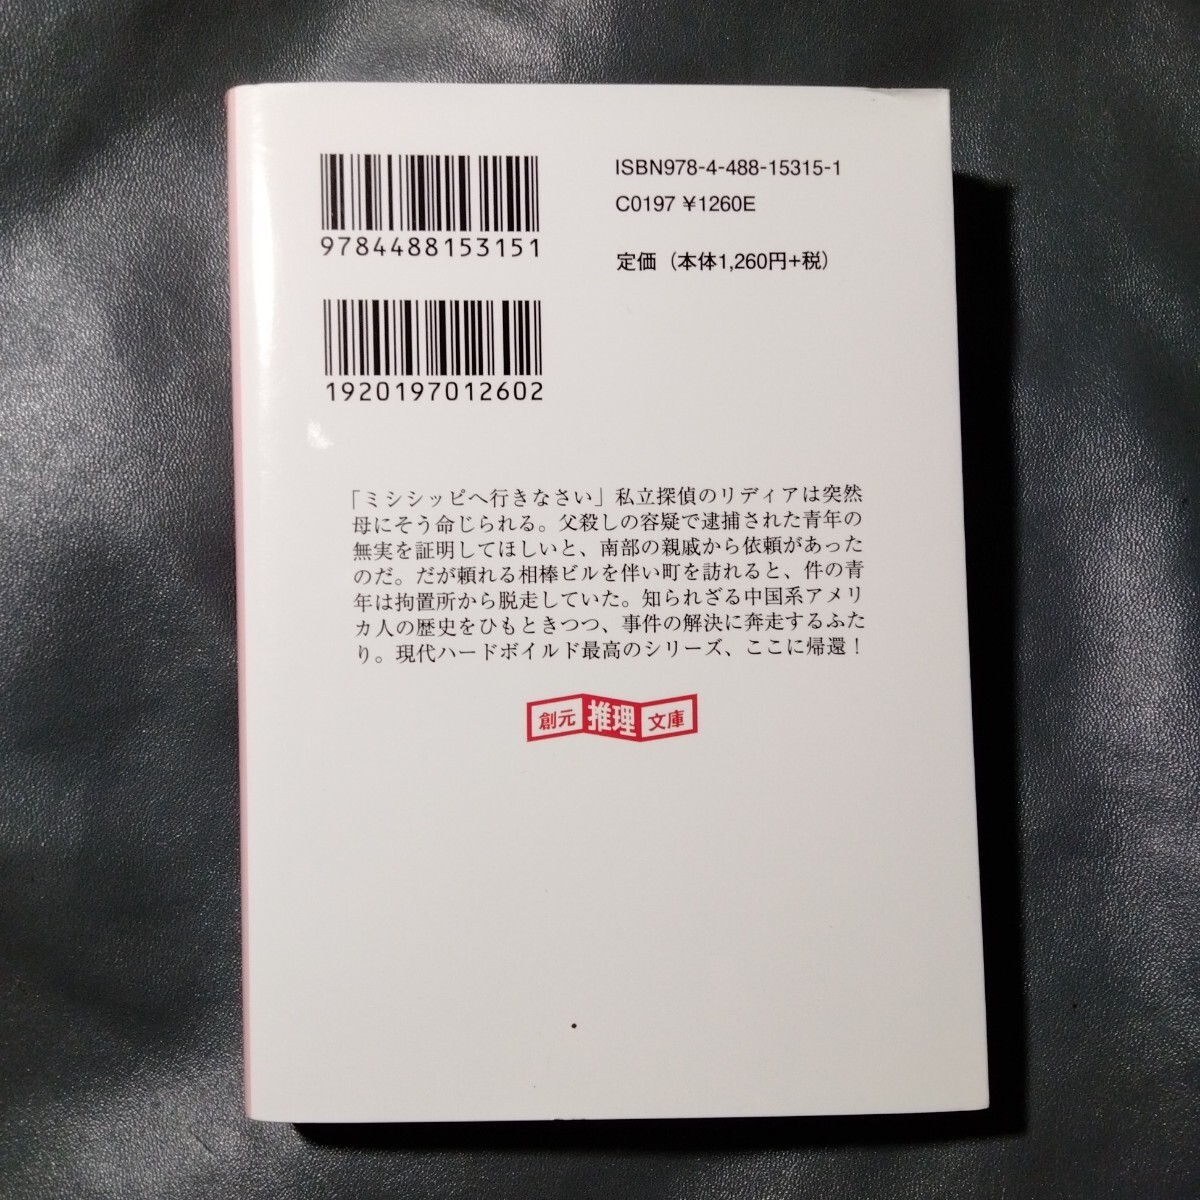 9784488153151
ISBN978-4-488-15315-1
C0197 ¥1260E
定価（本体1,260円+税）
1920197012602
「ミシシッピへ行きなさい」私立探偵のリディアは突然
母にそう命じられる。父殺しの容疑で逮捕された青年の
無実を証明してほしいと、南部の親戚から依頼があった
のだ。だが頼れる相棒ビルを伴い町を訪れると、件の青
年は拘置所から脱走していた。知られざる中国系アメリ
カ人の歴史をひもときつつ、事件の解決に奔走するふた
り。現代ハードボイルド最高のシリーズ、ここに帰還！
創元推理文庫